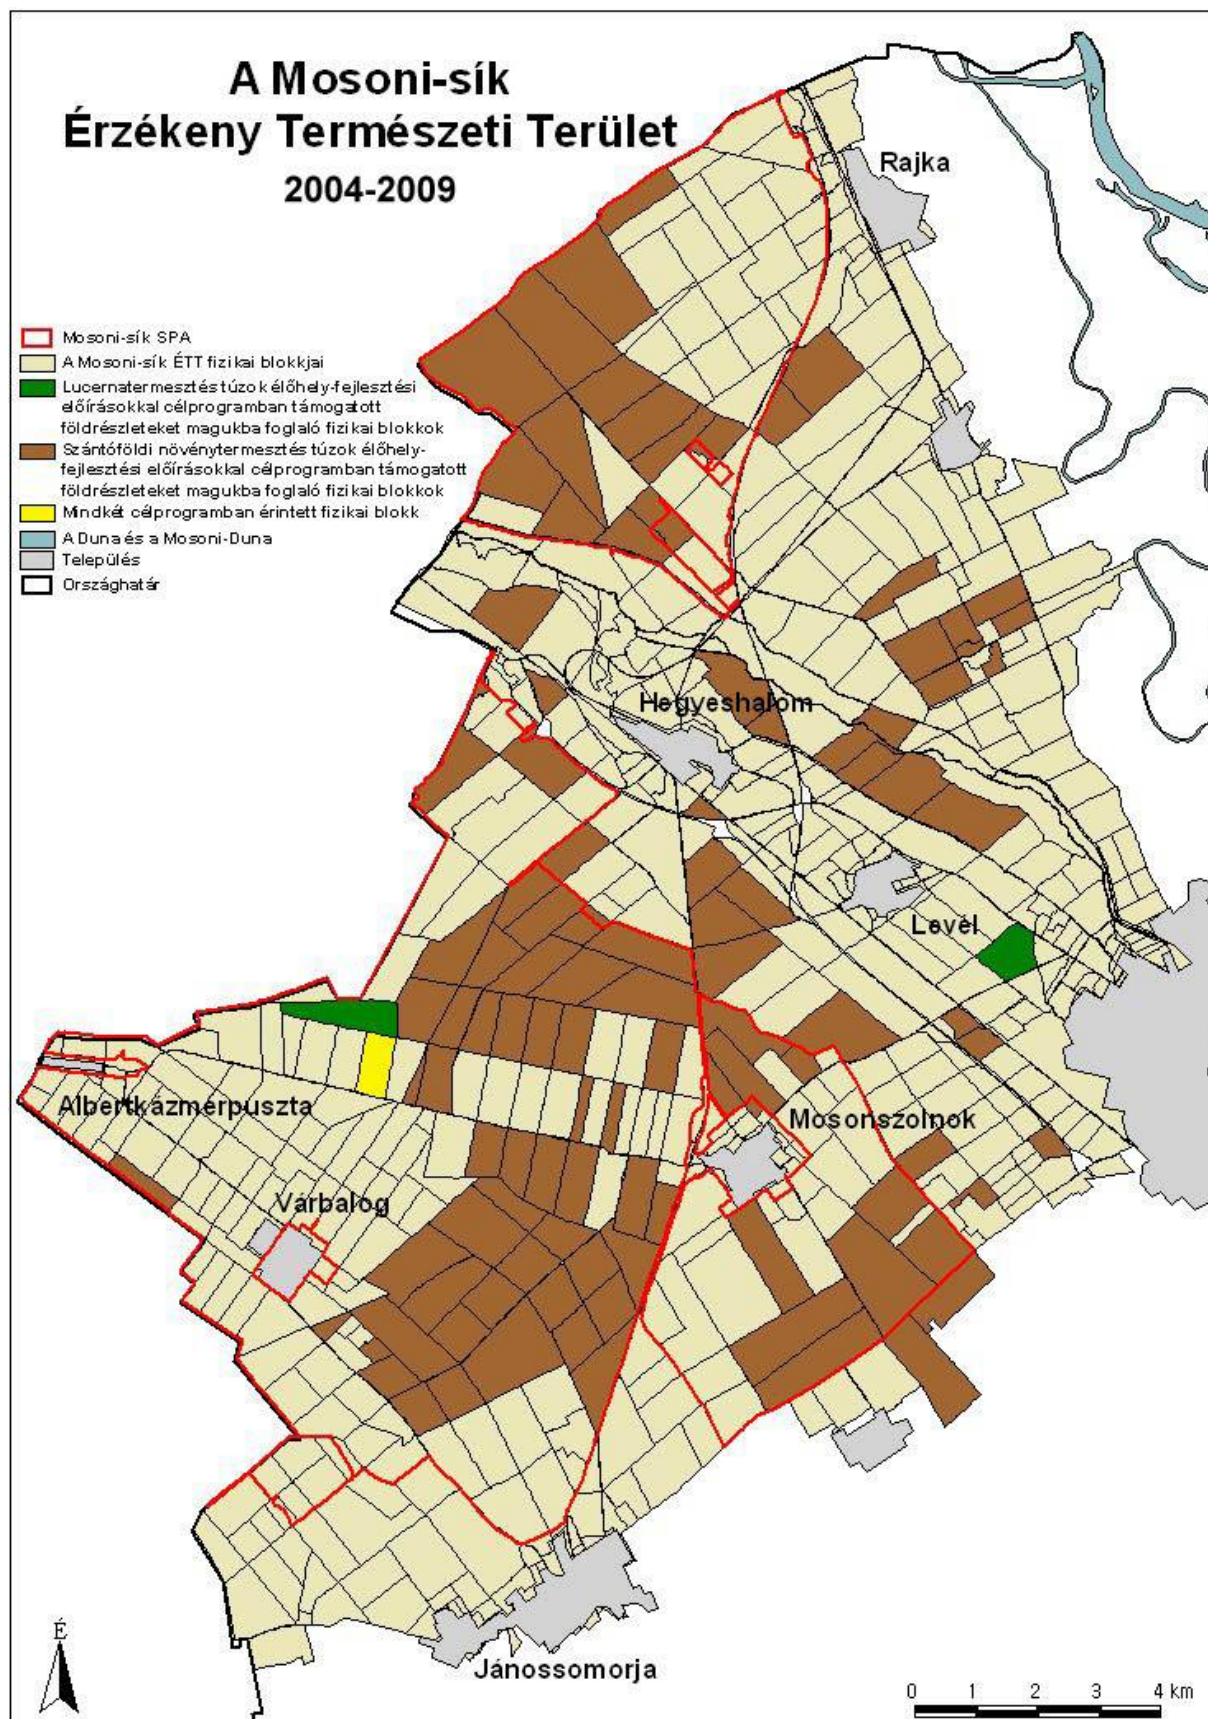 A Mosoni-sík
Érzékeny Természeti Terület
2004-2009
Rajka
Mosoni-sík SPA
A Mosoni-sík ÉTT fizikai blokkjai
Lucernatermesztés túzok élőhely-fejlesztési
előírásokkal célprogramban támogatott
földrészleteket magukba foglaló fizikai blokkok
Szántóföldi növénytermesztés túzok élőhely-
fejlesztési előírásokkal célprogramban támogatott
földrészleteket magukba foglaló fizikai blokkok
Mindkét célprogramban érintett fizikai blokk
A Duna és a Mosoni-Duna
Település
Országhatár
Hegyeshalom
Levél
Albertkázmérpuszta
Mosonszolnok
Várbalog
Jánossomorja
É
0 1 2 3 4 km